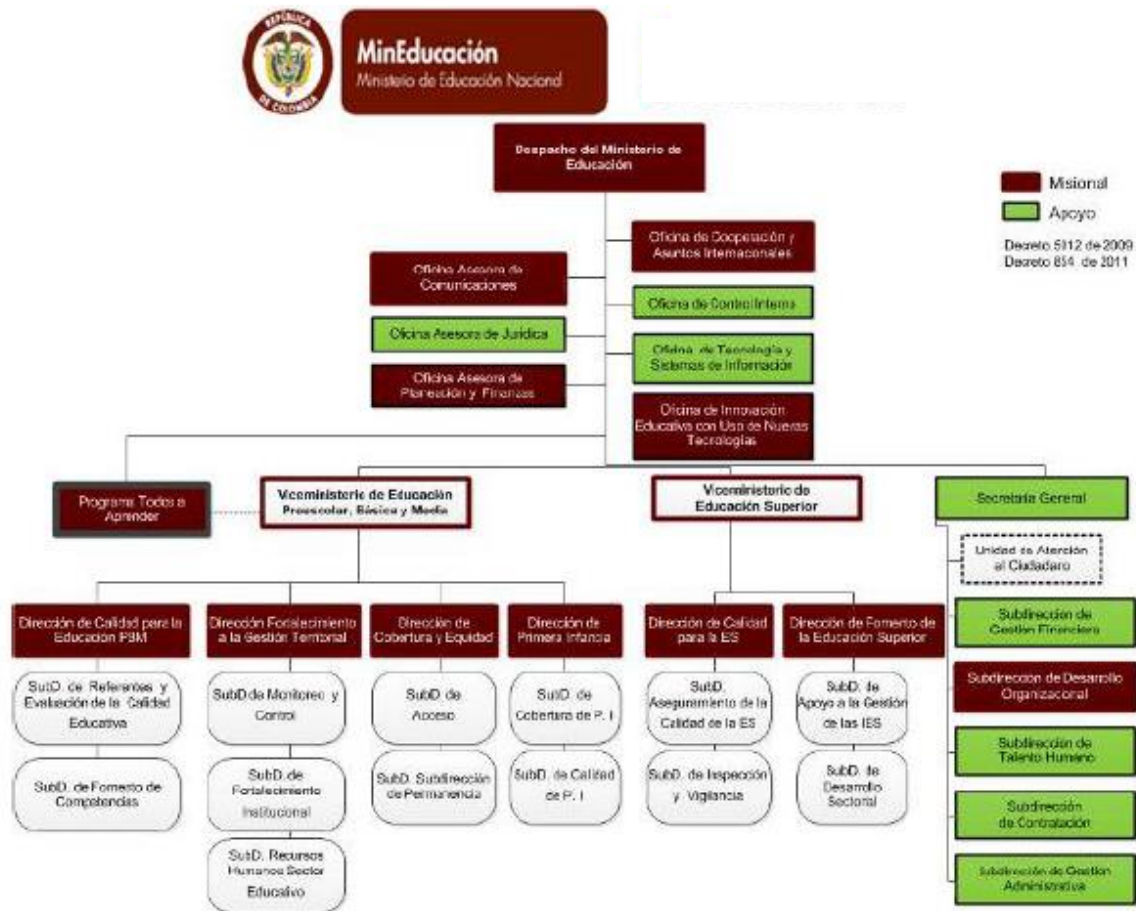 REPÚBLICA
DE COLOMBIA
MinEducación
Ministerio de Educación Nacional
Despacho del Ministerio de
Educación
Misional
Apoyo
Decreto 5012 de 2009
Decreto 854 de 2011
Oficina de Cooperación y
Asuntos Internacionales
Oficina Asesora de
Comunicaciones
Oficina de Control Interno
Oficina Asesora de Jurídica
Oficina de Tecnología y
Sistemas de Información
Oficina Asesora de
Planeación y Finanzas
Oficina de Innovación
Educativa con Uso de Nuevas
Tecnologías
Programa Todos a
Aprender
Viceministerio de Educación
Preescolar, Básica y Media
Viceministerio de
Educación Superior
Secretaría General
Unidad de Atención
al Ciudadano
Dirección de Calidad para la
Educación PBM
Dirección Fortalecimiento
a la Gestión Territorial
Dirección de
Cobertura y Equidad
Dirección de
Primera Infancia
Dirección de Calidad
para la ES
Dirección de Fomento de
la Educación Superior
Subdirección de
Gestión Financiera
SubD. de Referentes y
Evaluación de la Calidad
Educativa
SubD de Monitoreo y
Control
SubD. de
Acceso
SubD. de
Cobertura de P. I
SubD.
Aseguramiento de la
Calidad de la ES
SubD. de
Apoyo a la Gestión
de las IES
Subdirección de Desarrollo
Organizacional
SubD. de Fomento de
Competencias
SubD. de
Fortalecimiento
Institucional
SubD. Subdirección
de Permanencia
SubD. de Calidad
de P. I
SubD. de Inspección
y Vigilancia
SubD. de
Desarrollo
Sectorial
Subdirección de
Talento Humano
Subdirección
de Contratación
SubD. Recursos
Humanos Sector
Educativo
Subdirección de Gestión
Administrativa